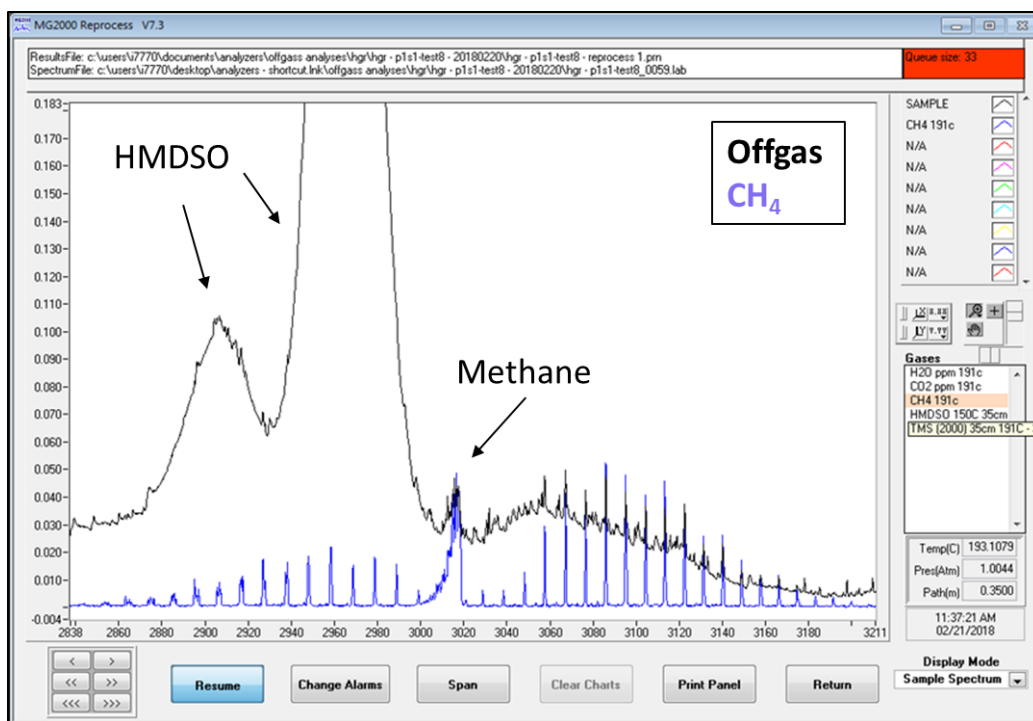 MG2000 Reprocess V7.3
ResultsFile: c:\users\i7770\documents\analyzers\offgass analyses\hgr\hgr - p1s1-test8 - 20180220\hgr - p1s1-test8 - reprocess 1.prn
SpectrumFile: c:\users\i7770\desktop\analyzers - shortcut.lnk\offgass analyses\hgr\hgr - p1s1-test8 - 20180220\hgr - p1s1-test8_0059.lab
Queue size: 33
0.183
0.170
0.160
0.150
0.140
0.130
0.120
0.110
0.100
0.090
0.080
0.070
0.060
0.050
0.040
0.030
0.020
0.010
-0.004
2838
2860
2880
2900
2920
2940
2960
2980
3000
3020
3040
3060
3080
3100
3120
3140
3160
3180
3211
HMDSO
Methane
Offgas
CH₄
SAMPLE
CH4 191c
N/A
N/A
N/A
N/A
N/A
N/A
N/A
Gases
H2O ppm 191c
CO2 ppm 191c
CH4 191c
HMDSO 150C 35cm
TMS (2000) 35cm 191C -
Temp(C) 193.1079
Pres(Atm) 1.0044
Path(m) 0.3500
11:37:21 AM
02/21/2018
Display Mode
Sample Spectrum
< >
<< >>
<<< >>>
Resume
Change Alarms
Span
Clear Charts
Print Panel
Return